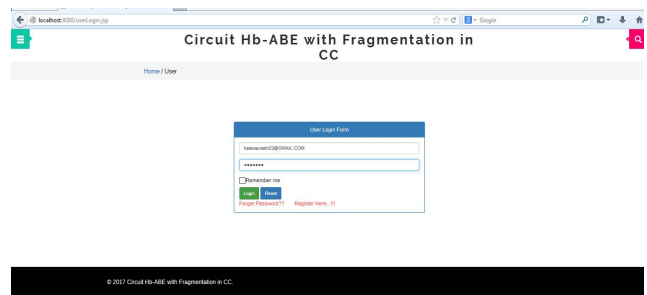 localhost:8080/userLogin.jsp
Google
Circuit Hb-ABE with Fragmentation in
CC
Home / User
User Login Form
kalesaurabh23@GMAIL.COM
•••••••
Remember me
Login Reset
Forget Password?? Register Here...!!!
© 2017 Circuit Hb-ABE with Fragmentation in CC.